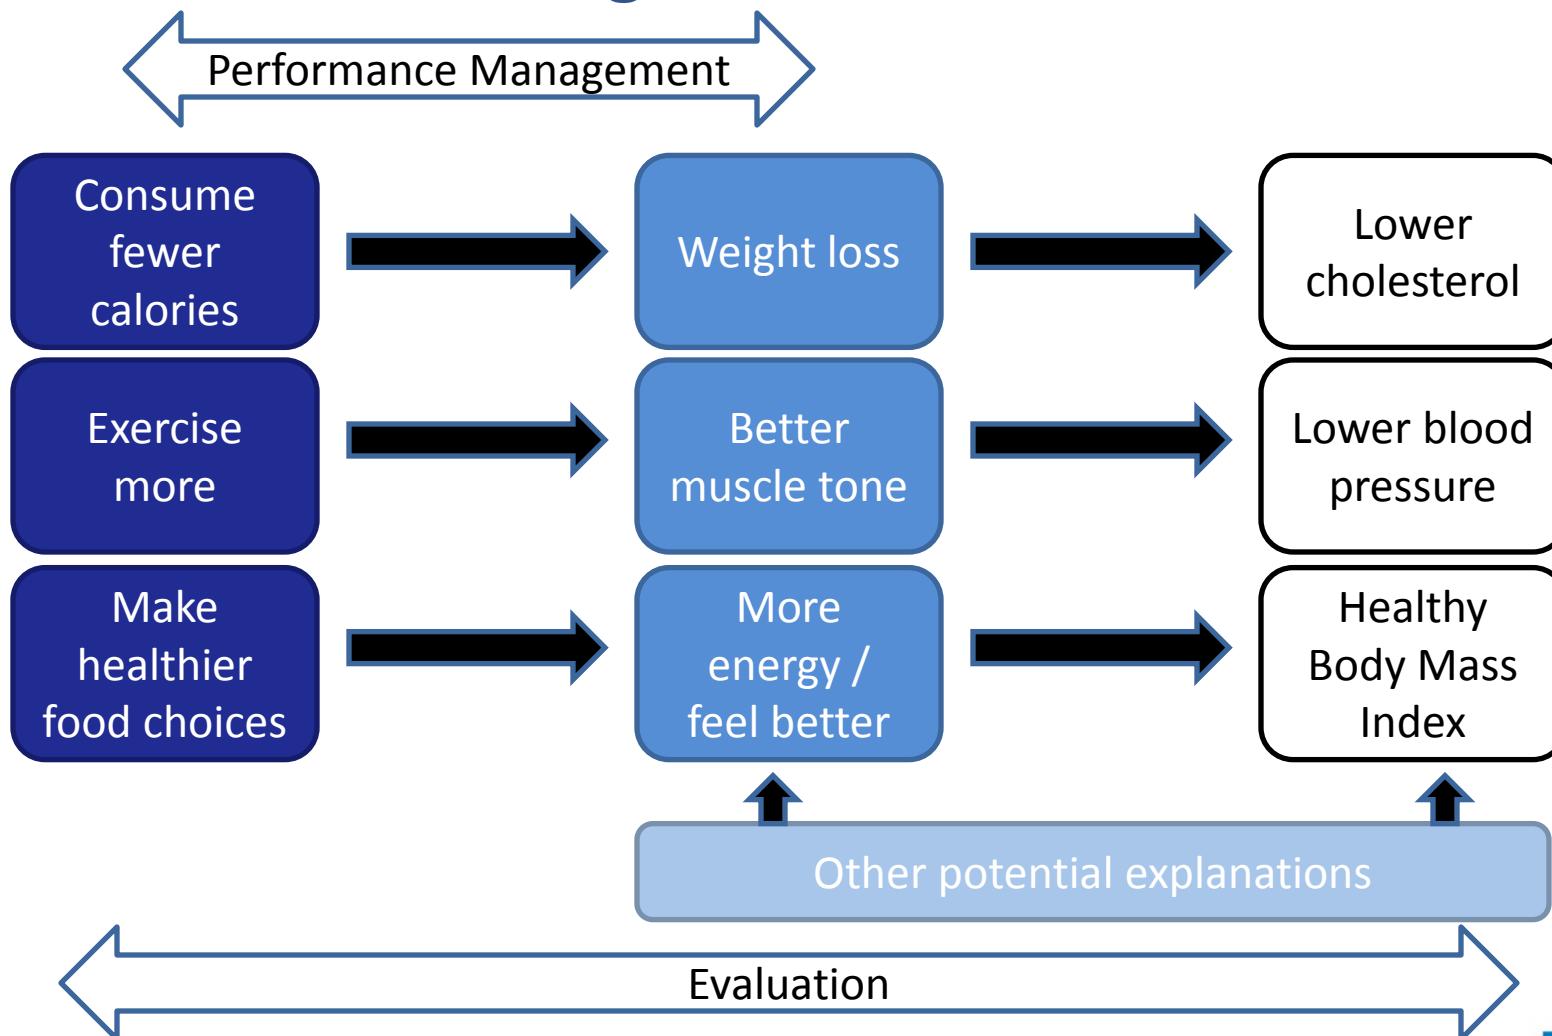 Performance Management
Consume
fewer
calories
Weight loss
Lower
cholesterol
Exercise
more
Better
muscle tone
Lower blood
pressure
Make
healthier
food choices
More
energy /
feel better
Healthy
Body Mass
Index
Other potential explanations
Evaluation